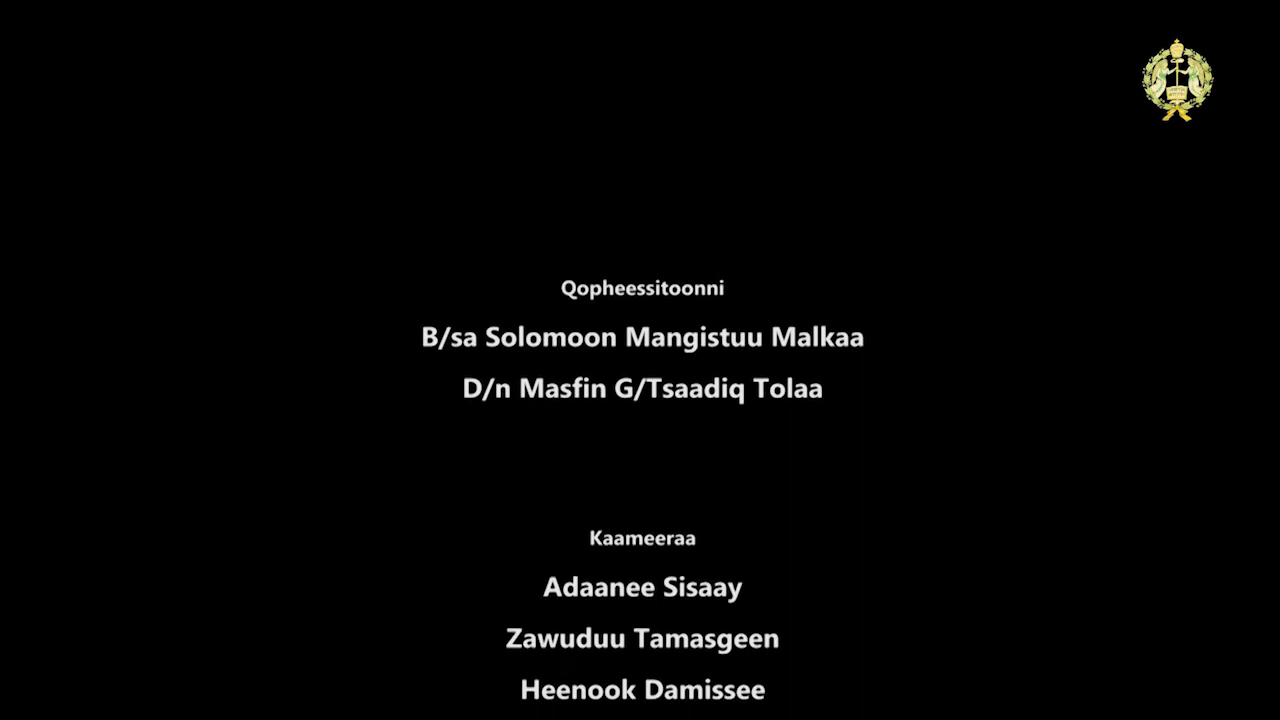 Qopheessitoonni
B/sa Solomoon Mangistuu Malkaa
D/n Masfin G/Tsaadiq Tolaa
Kaameeraa
Adaanee Sisaay
Zawuduu Tamasgeen
Heenook Damissee